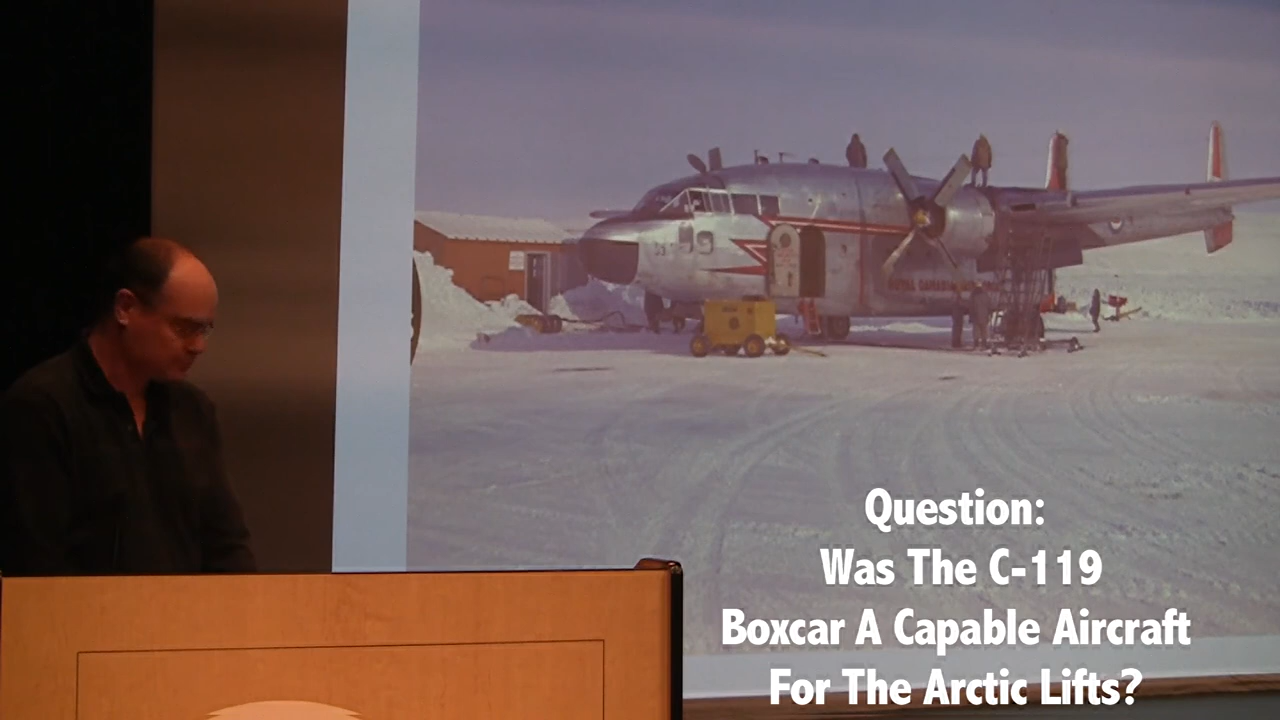 Question:
Was The C-119
Boxcar A Capable Aircraft
For The Arctic Lifts?